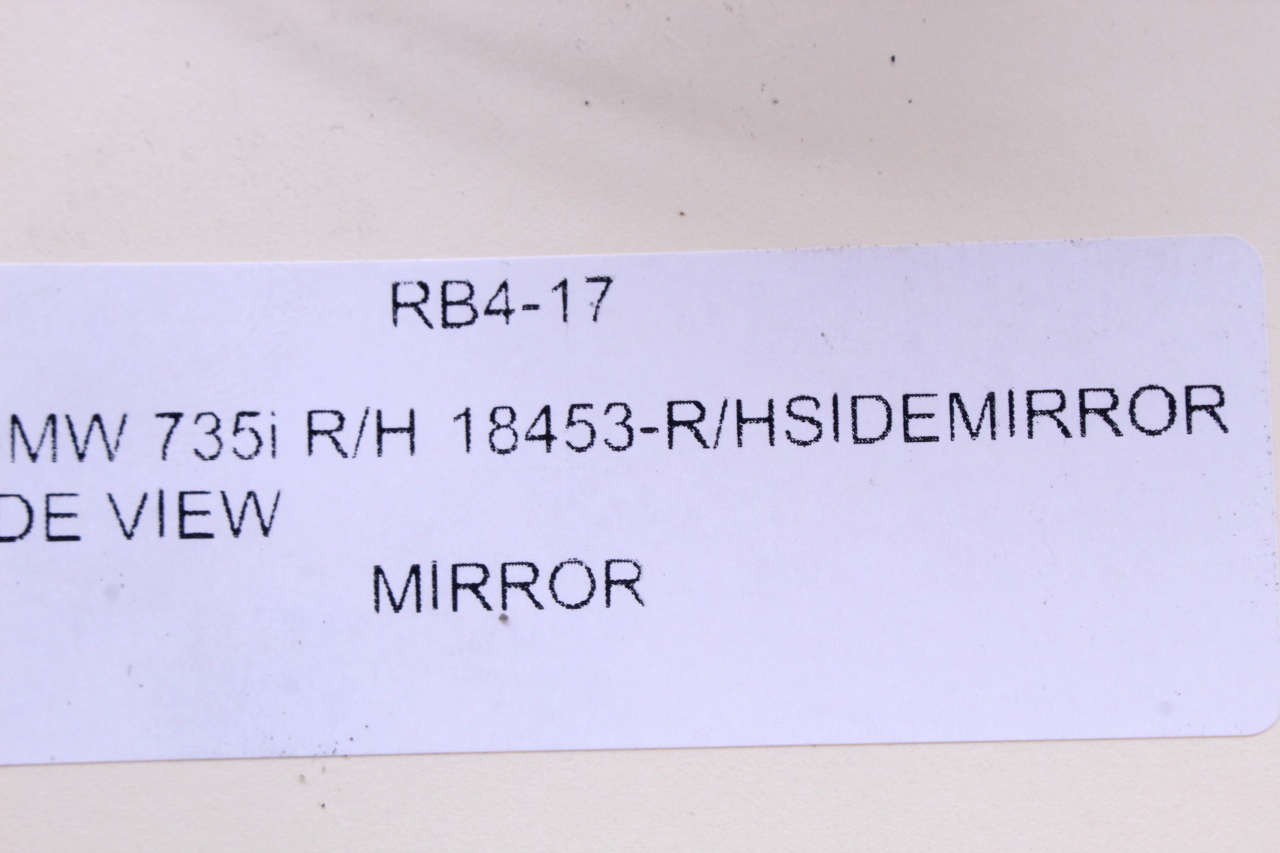 RB4-17
MW 735i R/H 18453-R/HSIDEMIRROR
DE VIEW
MIRROR